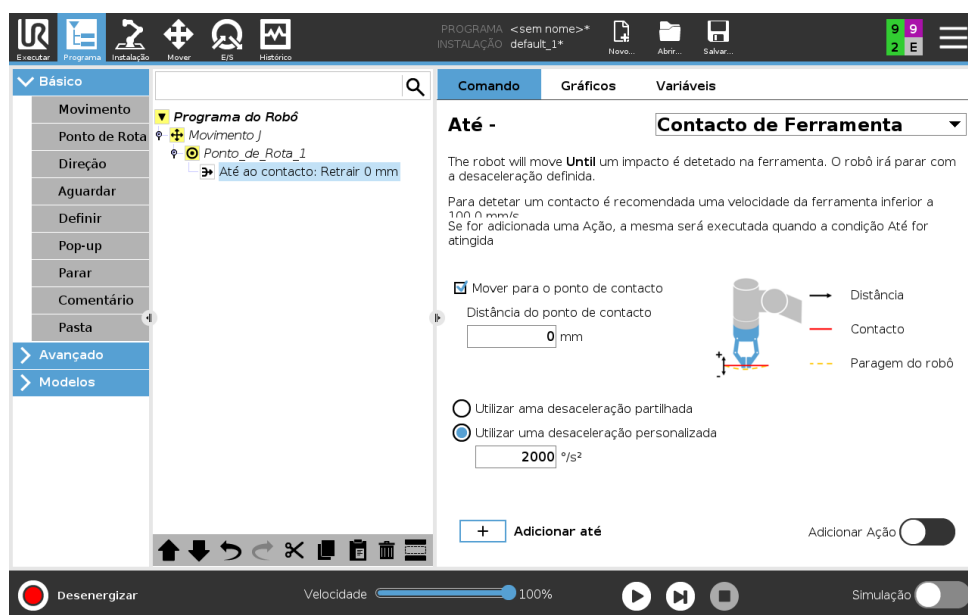 PROGRAMA <sem nome>*
INSTALAÇÃO default_1*
Executar Programa Instalação Mover E/S Histórico Novo... Abrir... Salvar...
9 9
2 E
Básico
Movimento
Ponto de Rota
Direção
Aguardar
Definir
Pop-up
Parar
Comentário
Pasta
Avançado
Modelos
Programa do Robô
Movimento J
Ponto_de_Rota_1
Até ao contacto: Retrair 0 mm
Comando Gráficos Variáveis
Até - Contacto de Ferramenta
The robot will move Until um impacto é detetado na ferramenta. O robô irá parar com
a desaceleração definida.
Para detetar um contacto é recomendada uma velocidade da ferramenta inferior a
100.0 mm/s
Se for adicionada uma Ação, a mesma será executada quando a condição Até for
atingida
Mover para o ponto de contacto
Distância do ponto de contacto
0 mm
+
-
Distância
Contacto
Paragem do robô
Utilizar ama desaceleração partilhada
Utilizar uma desaceleração personalizada
2000 °/s²
+ Adicionar até
Adicionar Ação
Desenergizar
Velocidade 100%
Simulação